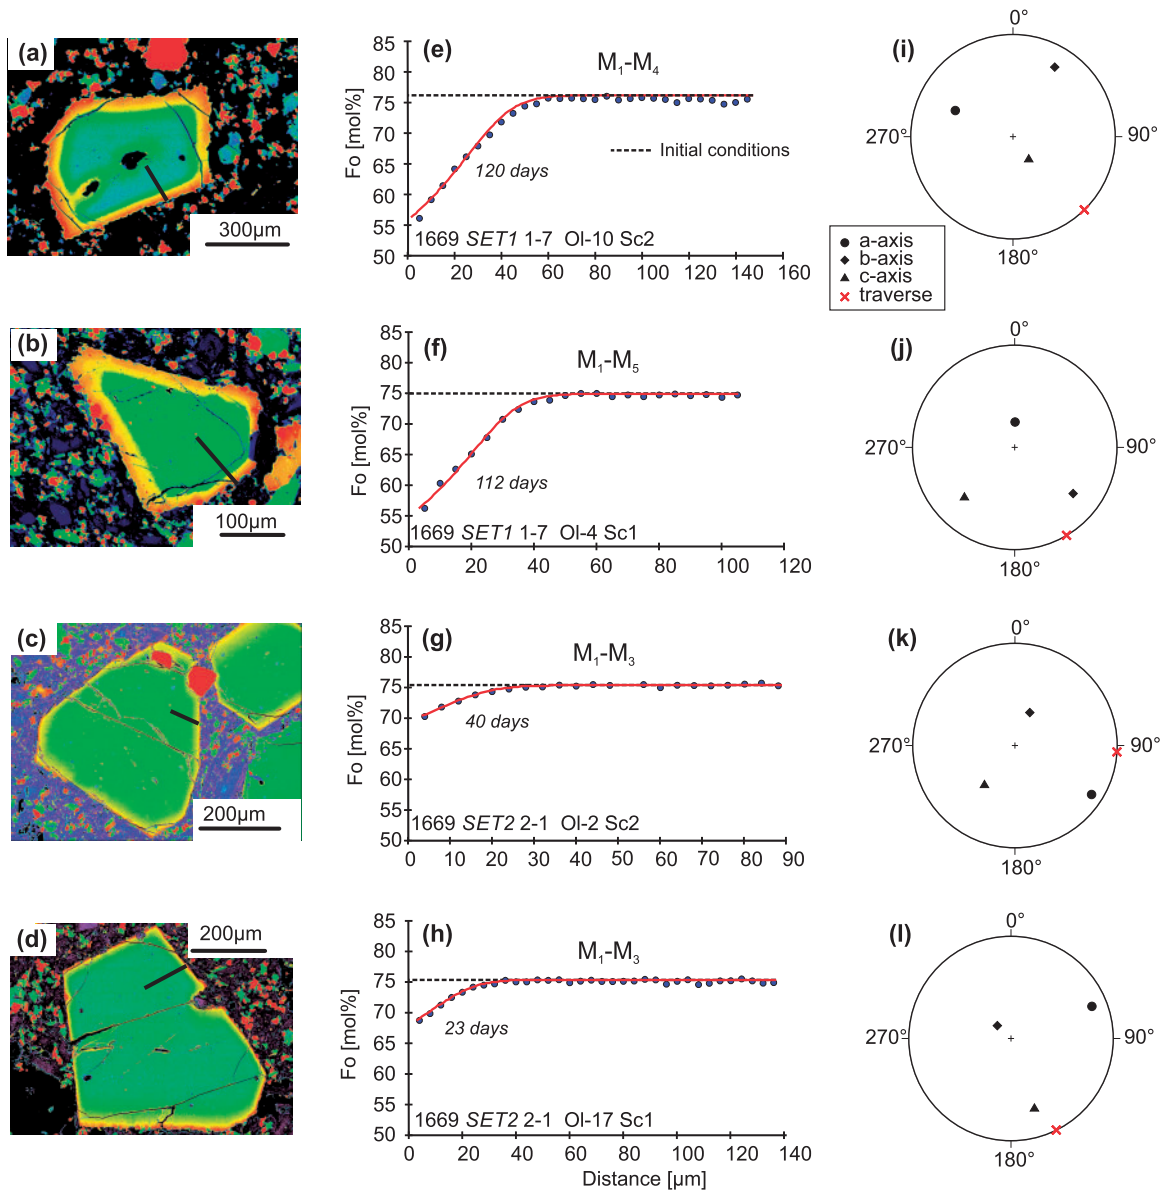 (a)
300µm
(e)
M₁-M₄
85
80
75
70
65
60
55
50
Fo [mol%]
Initial conditions
120 days
1669 SET1 1-7 Ol-10 Sc2
0 20 40 60 80 100 120 140 160
(i)
0°
270°
90°
180°
a-axis
b-axis
c-axis
traverse
(b)
100µm
(f)
M₁-M₅
85
80
75
70
65
60
55
50
Fo [mol%]
112 days
1669 SET1 1-7 Ol-4 Sc1
0 20 40 60 80 100 120
(j)
0°
270°
90°
180°
(c)
200µm
(g)
M₁-M₃
85
80
75
70
65
60
55
50
Fo [mol%]
40 days
1669 SET2 2-1 Ol-2 Sc2
0 10 20 30 40 50 60 70 80 90
(k)
0°
270°
90°
180°
(d)
200µm
(h)
M₁-M₃
85
80
75
70
65
60
55
50
Fo [mol%]
23 days
1669 SET2 2-1 Ol-17 Sc1
0 20 40 60 80 100 120 140
Distance [µm]
(l)
0°
270°
90°
180°